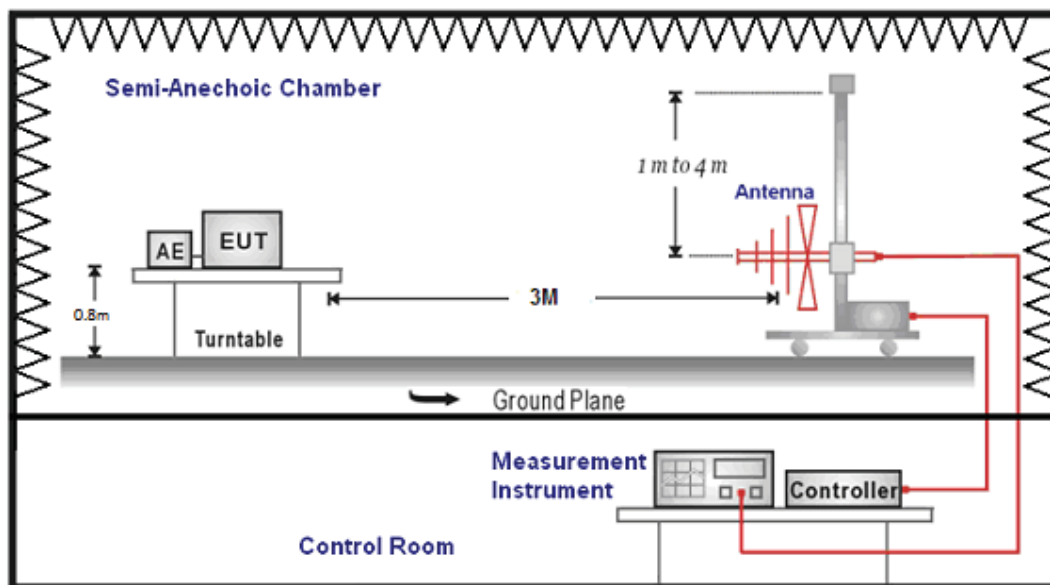 Semi-Anechoic Chamber
1 m to 4 m
Antenna
AE
EUT
3M
0.8m
Turntable
Ground Plane
Measurement
Instrument
Controller
Control Room